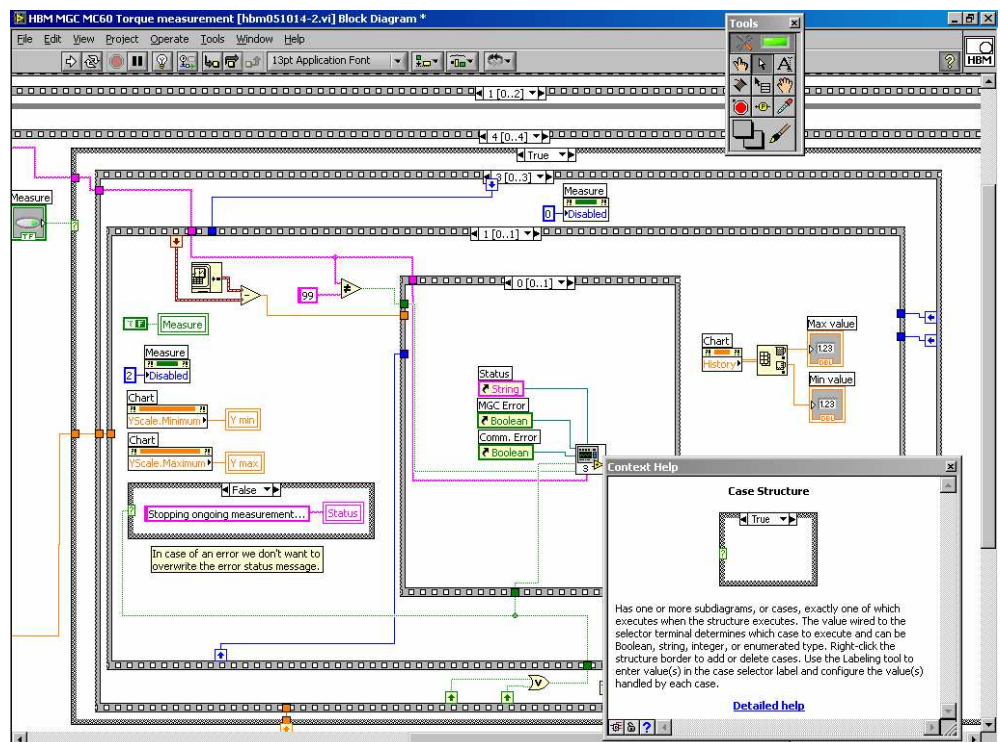 HBM MGC MC60 Torque measurement [hbm051014-2.vi] Block Diagram *
File Edit View Project Operate Tools Window Help
13pt Application Font
HBM
Tools
1 [0..2]
4 [0..4]
True
3 [0..3]
Measure
TF
Measure
0
Disabled
1 [0..1]
0 [0..1]
99
≠
-
T F
Measure
Measure
2
Disabled
Chart
YScale.Minimum
Y min
Chart
YScale.Maximum
Y max
False
Stopping ongoing measurement...
Status
In case of an error we don't want to
overwrite the error status message.
Status
String
MGC Error
Boolean
Comm. Error
Boolean
3
Chart
History
Max value
1.23
DBL
Min value
1.23
DBL
V
Context Help
Case Structure
True
Has one or more subdiagrams, or cases, exactly one of which
executes when the structure executes. The value wired to the
selector terminal determines which case to execute and can be
Boolean, string, integer, or enumerated type. Right-click the
structure border to add or delete cases. Use the Labeling tool to
enter value(s) in the case selector label and configure the value(s)
handled by each case.
Detailed help